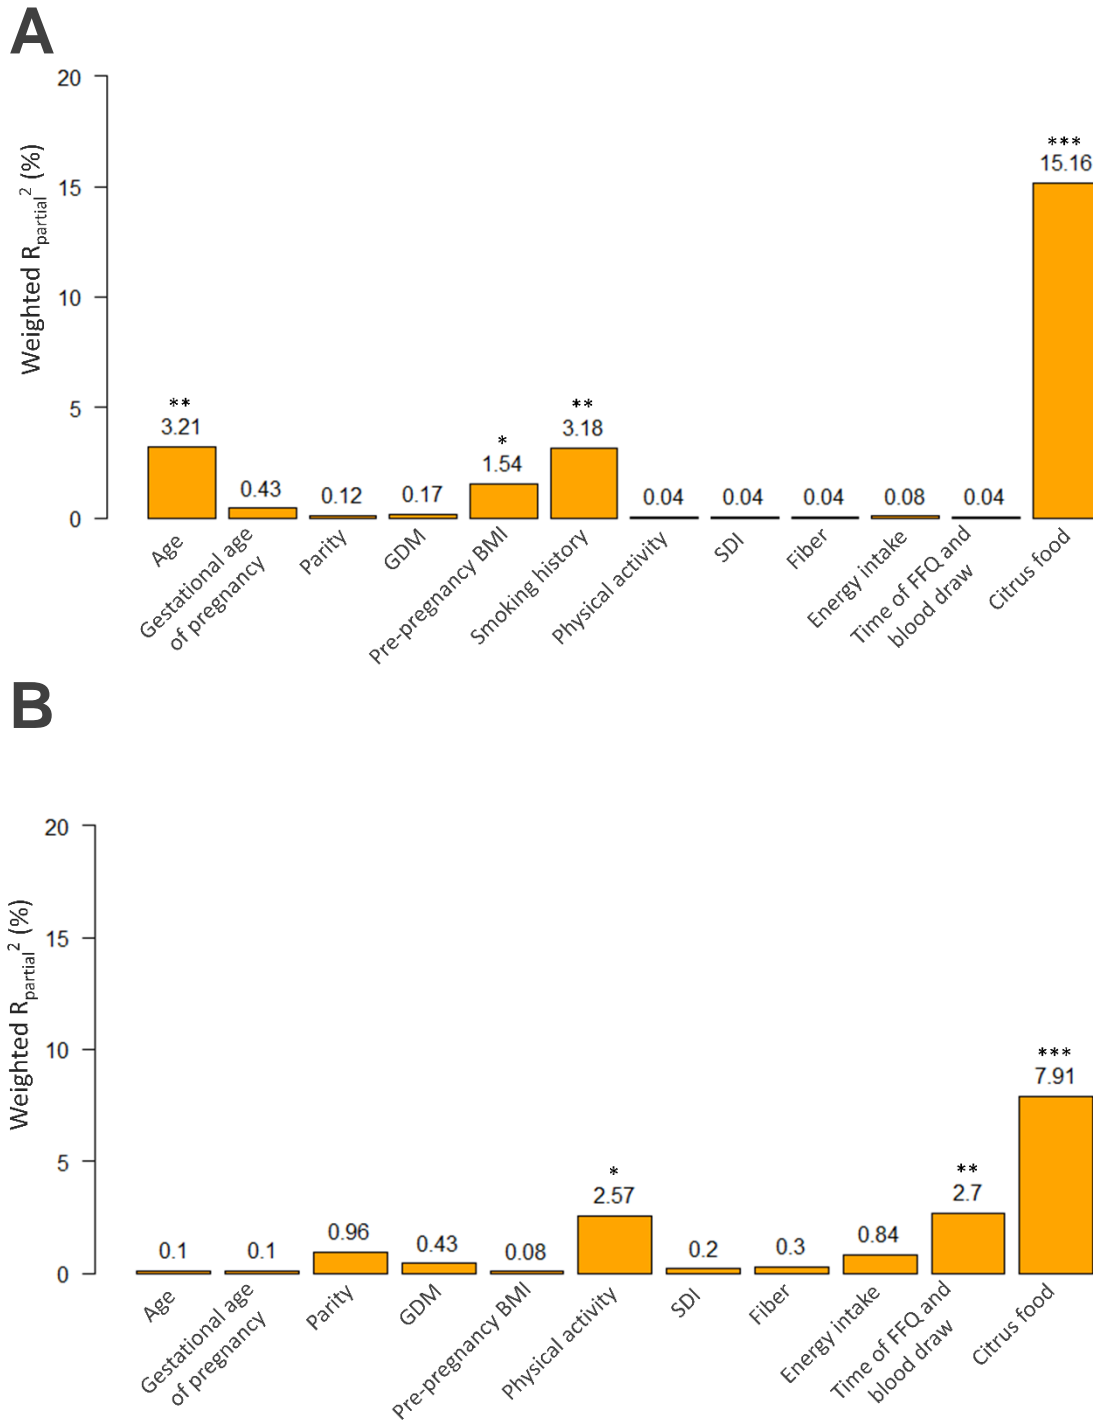 A
20
15
10
5
0
Weighted Rpartial2 (%)
**
3.21
0.43
0.12
0.17
*
1.54
**
3.18
0.04
0.04
0.04
0.08
0.04
***
15.16
Age
Gestational age
of pregnancy
Parity
GDM
Pre-pregnancy BMI
Smoking history
Physical activity
SDI
Fiber
Energy intake
Time of FFQ and
blood draw
Citrus food
B
20
15
10
5
0
Weighted Rpartial2 (%)
0.1
0.1
0.96
0.43
0.08
*
2.57
0.2
0.3
0.84
**
2.7
***
7.91
Age
Gestational age
of pregnancy
Parity
GDM
Pre-pregnancy BMI
Physical activity
SDI
Fiber
Energy intake
Time of FFQ and
blood draw
Citrus food